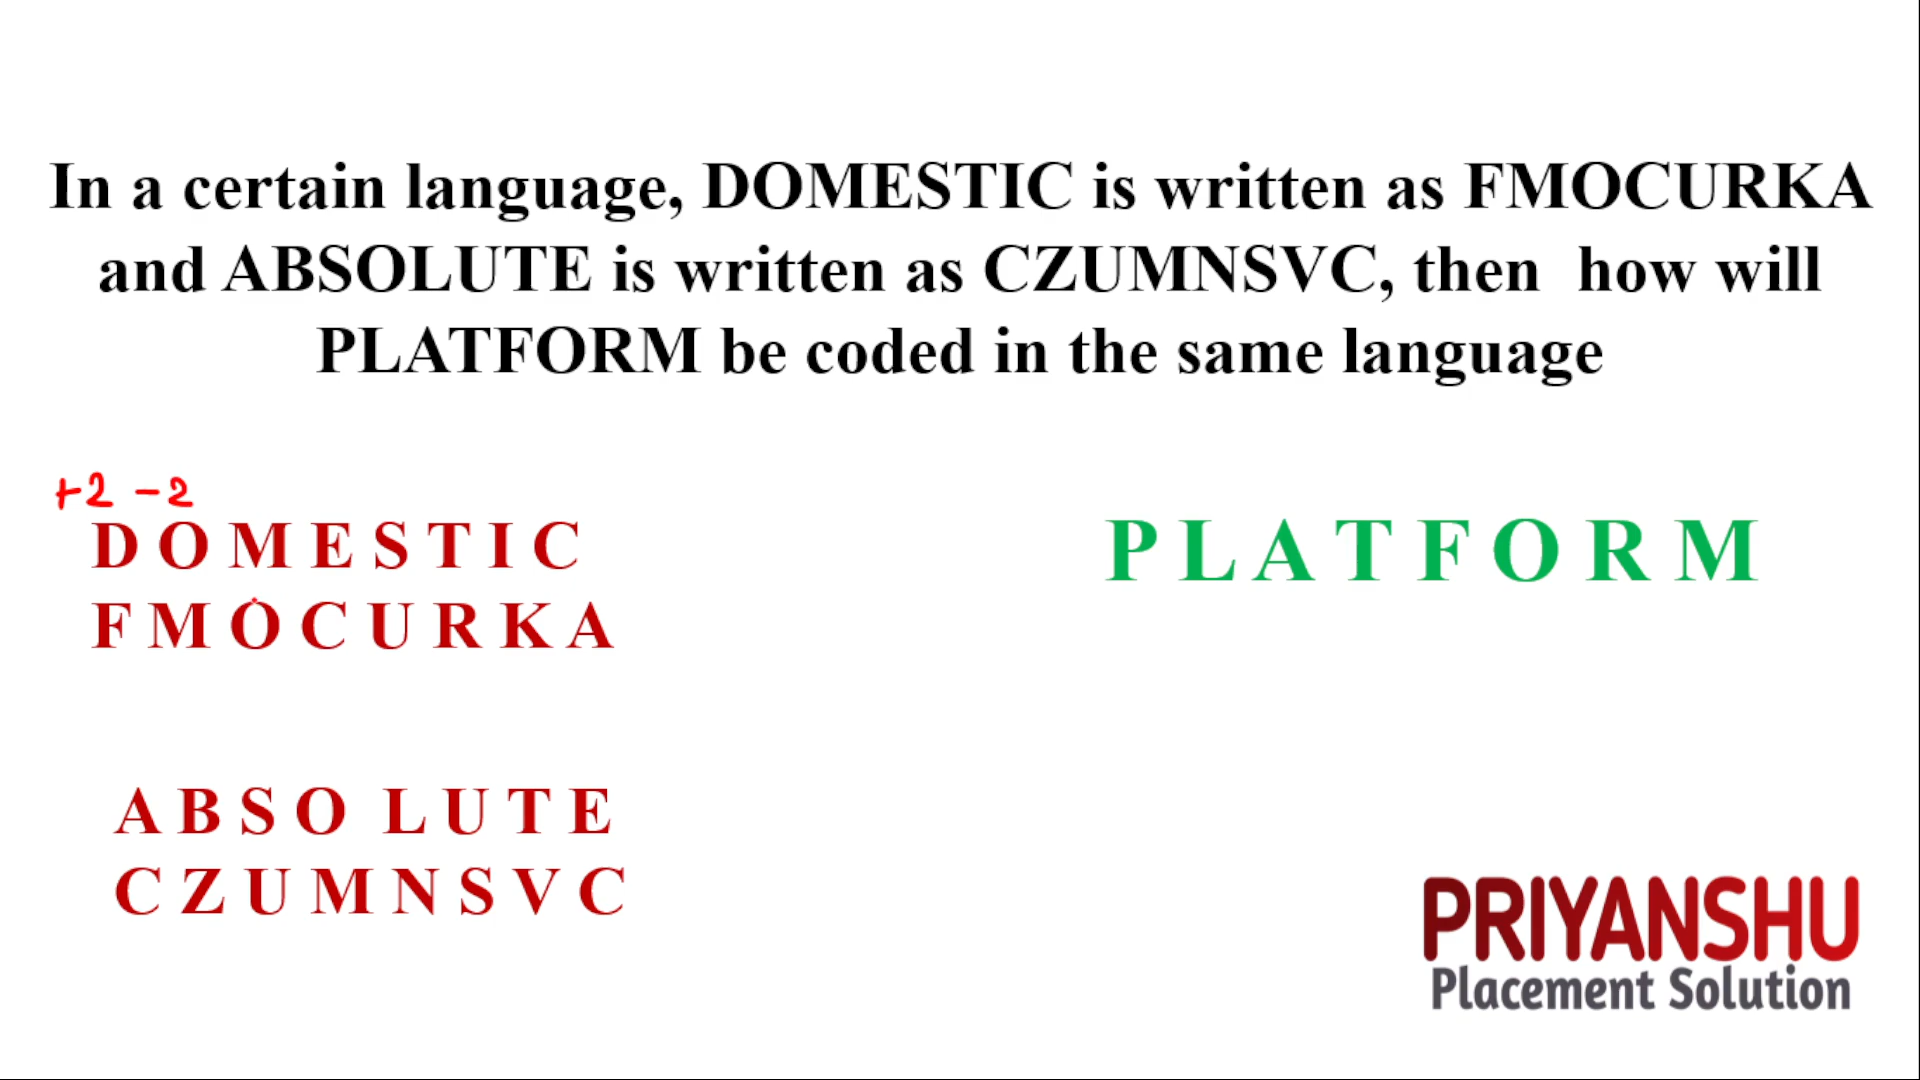 In a certain language, DOMESTIC is written as FMOCURKA
and ABSOLUTE is written as CZUMNSVC, then how will
PLATFORM be coded in the same language
+2 -2
D O M E S T I C
F M O C U R K A
P L A T F O R M
A B S O L U T E
C Z U M N S V C
PRIYANSHU
Placement Solution